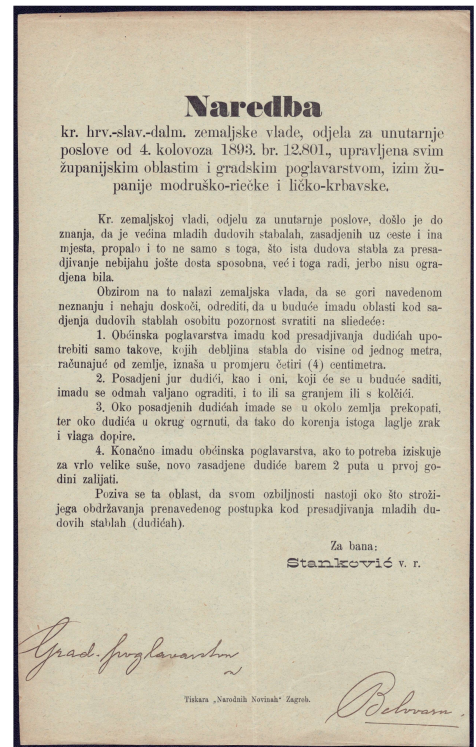 Naredba
kr. hrv.-slav.-dalm. zemaljske vlade, odjela za unutarnje
poslove od 4. kolovoza 1893. br. 12.801., upravljena svim
županijskim oblastim i gradskim poglavarstvom, izim žu-
panije modruško-riečke i ličko-krbavske.
Kr. zemaljskoj vladi, odjelu za unutarnje poslove, došlo je do
znanja, da je većina mladih dudovih stabalah, zasadjenih uz ceste i ina
mjesta, propalo i to ne samo s toga, što ista dudova stabla za presa-
djivanje nebijahu jošte dosta sposobna, već i toga radi, jerbo nisu ogra-
djena bila.
Obzirom na to nalazi zemaljska vlada, da se gori navedenom
neznanju i nehaju doskoči, odrediti, da u buduće imadu oblasti kod sa-
djenja dudovih stablah osobitu pozornost svratiti na sliedeće:
1. Obćinska poglavarstva imadu kod presadjivanja dudićah upo-
trebiti samo takove, kojih debljina stabla do visine od jednog metra,
računajuć od zemlje, iznaša u promjeru četiri (4) centimetra.
2. Posadjeni jur dudići, kao i oni, koji će se u buduće saditi,
imadu se odmah valjano ograditi, i to ili sa granjem ili s kolčići.
3. Oko posadjenih dudićah imade se u okolo zemlja prekopati,
ter oko dudića u okrug ogrnuti, da tako do korenja istoga laglje zrak
i vlaga dopire.
4. Konačno imadu obćinska poglavarstva, ako to potreba iziskuje
za vrlo velike suše, novo zasadjene dudiće barem 2 puta u prvoj go-
dini zalijati.
Poziva se ta oblast, da svom ozbiljnosti nastoji oko što stroži-
jega obdržavanja prenavedenog postupka kod presadjivanja mladih du-
dovih stablah (dudićah).
Za bana:
Stanković v. r.
Grad. poglavarstvu
Belovaru
Tiskara „Narodnih Novinah“ Zagreb.